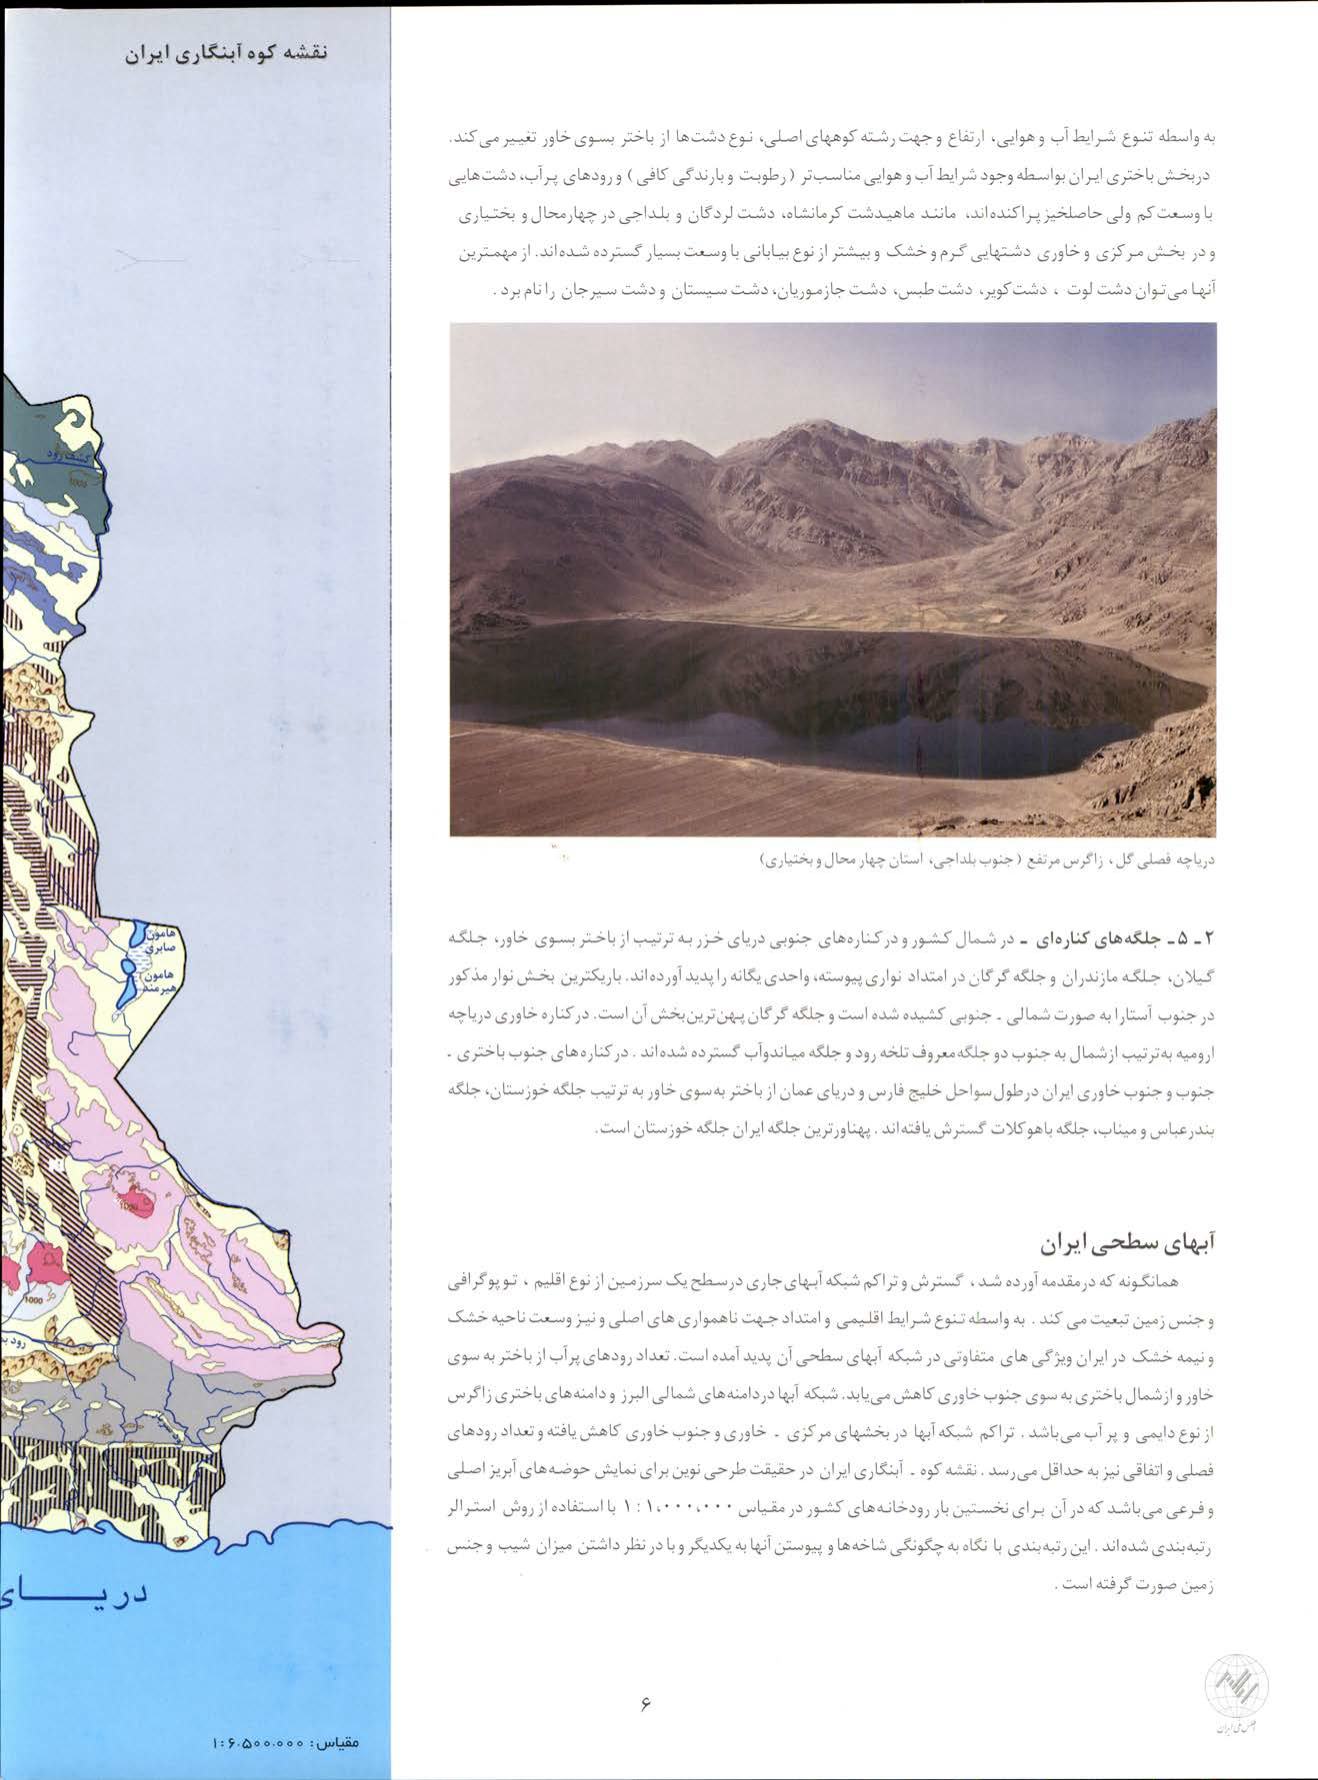 نقشه کوه آبنگاری ایران
به واسطه تنوع شرایط آب و هوایی، ارتفاع و جهت رشته کوههای اصلی، نوع دشت‌ها از باختر بسوی خاور تغییر می کند.
دربخش باختری ایران بواسطه وجود شرایط آب و هوایی مناسب‌تر ( رطوبت و بارندگی کافی ) و رودهای پرآب، دشت‌هایی
با وسعت کم ولی حاصلخیز پراکنده‌اند، مانند ماهیدشت کرمانشاه، دشت لردگان و بلداجی در چهارمحال و بختیاری
و در بخش مرکزی و خاوری دشتهایی گرم و خشک و بیشتر از نوع بیابانی با وسعت بسیار گسترده شده‌اند. از مهمترین
آنها می‌توان دشت لوت ، دشت کویر، دشت طبس، دشت جازموریان، دشت سیستان و دشت سیرجان را نام برد .
دریاچه فصلی گل ، زاگرس مرتفع ( جنوب بلداجی، استان چهار محال و بختیاری)
۲ـ ۵ـ جلگه‌های کناره‌ای ـ در شمال کشور و در کناره‌های جنوبی دریای خزر به ترتیب از باختر بسوی خاور، جلگه
گیلان، جلگه مازندران و جلگه گرگان در امتداد نواری پیوسته، واحدی یگانه را پدید آورده‌اند. باریکترین بخش نوار مذکور
در جنوب آستارا به صورت شمالی ـ جنوبی کشیده شده است و جلگه گرگان پهن‌ترین‌بخش آن است. در کناره خاوری دریاچه
ارومیه به‌ترتیب ازشمال به جنوب دو جلگه معروف تلخه رود و جلگه میاندوآب گسترده شده‌اند . در کناره‌های جنوب باختری ـ
جنوب و جنوب خاوری ایران درطول سواحل خلیج فارس و دریای عمان از باختر به‌سوی خاور به ترتیب جلگه خوزستان، جلگه
بندرعباس و میناب، جلگه باهوکلات گسترش یافته‌اند . پهناورترین جلگه ایران جلگه خوزستان است.
آبهای سطحی ایران
همانگونه که درمقدمه آورده شد ، گسترش و تراکم شبکه آبهای جاری درسطح یک سرزمین از نوع اقلیم ، توپوگرافی
و جنس زمین تبعیت می کند . به واسطه تنوع شرایط اقلیمی و امتداد جهت ناهمواری های اصلی و نیز وسعت ناحیه خشک
و نیمه خشک در ایران ویژگی های متفاوتی در شبکه آبهای سطحی آن پدید آمده است. تعداد رودهای پرآب از باختر به سوی
خاور و ازشمال باختری به سوی جنوب خاوری کاهش می‌یابد. شبکه آبها دردامنه‌های شمالی البرز و دامنه‌های باختری زاگرس
از نوع دایمی و پر آب می‌باشد . تراکم شبکه آبها در بخشهای مرکزی ـ خاوری و جنوب خاوری کاهش یافته و تعداد رودهای
فصلی و اتفاقی نیز به حداقل می‌رسد . نقشه کوه ـ آبنگاری ایران در حقیقت طرحی نوین برای نمایش حوضه‌های آبریز اصلی
و فرعی می‌باشد که در آن برای نخستین بار رودخانه‌های کشور در مقیاس ۱:۱،۰۰۰،۰۰۰ با استفاده از روش استرالر
رتبه‌بندی شده‌اند . این رتبه‌بندی با نگاه به چگونگی شاخه‌ها و پیوستن آنها به یکدیگر و با در نظر داشتن میزان شیب و جنس
زمین صورت گرفته است .
کشف رود
1000
هامون
صابری
هامون
هیرمند
1000
1000
دریـــای
مقیاس: ۱:۶.۵۰۰.۰۰۰
۶
اطلس ملی ایران